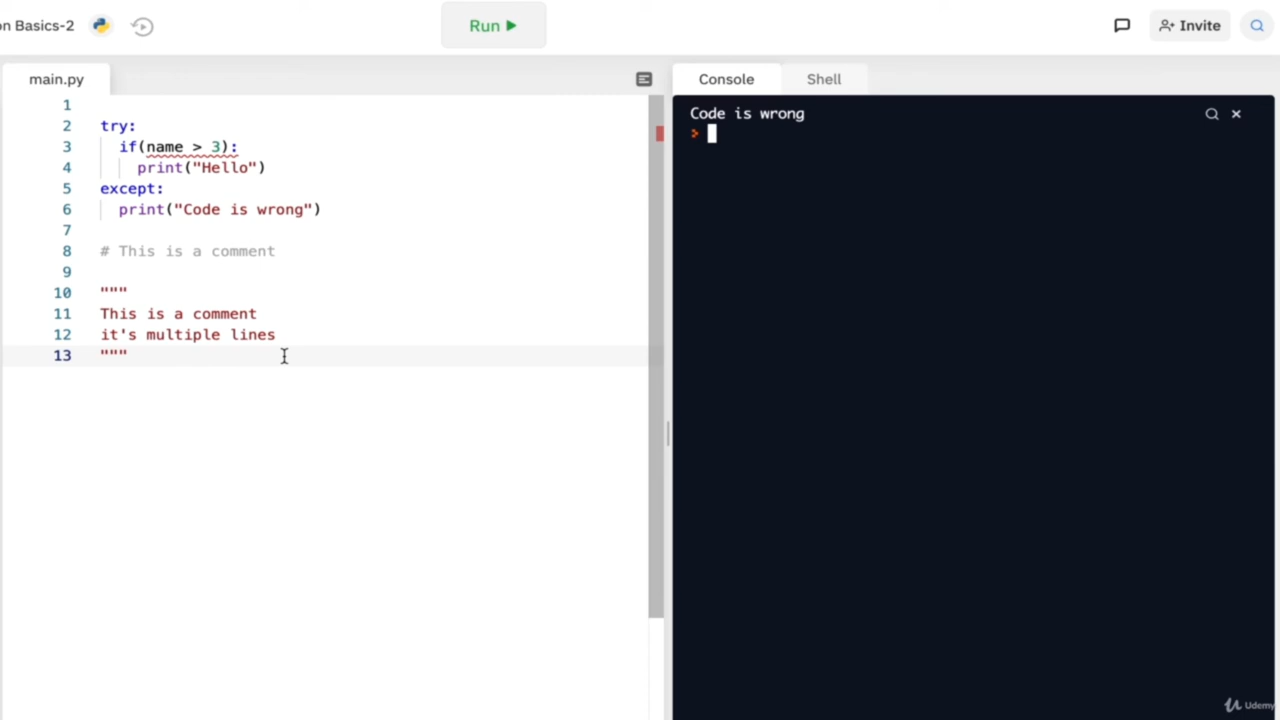 on Basics-2
Run
Invite
main.py
Console
Shell
1
2 try:
3 if(name > 3):
4 print("Hello")
5 except:
6 print("Code is wrong")
7
8 # This is a comment
9
10 """
11 This is a comment
12 it's multiple lines
13 """
Code is wrong
>
Udemy